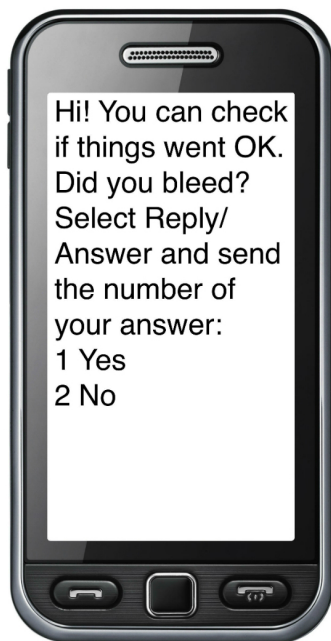 Hi! You can check
if things went OK.
Did you bleed?
Select Reply/
Answer and send
the number of
your answer:
1 Yes
2 No